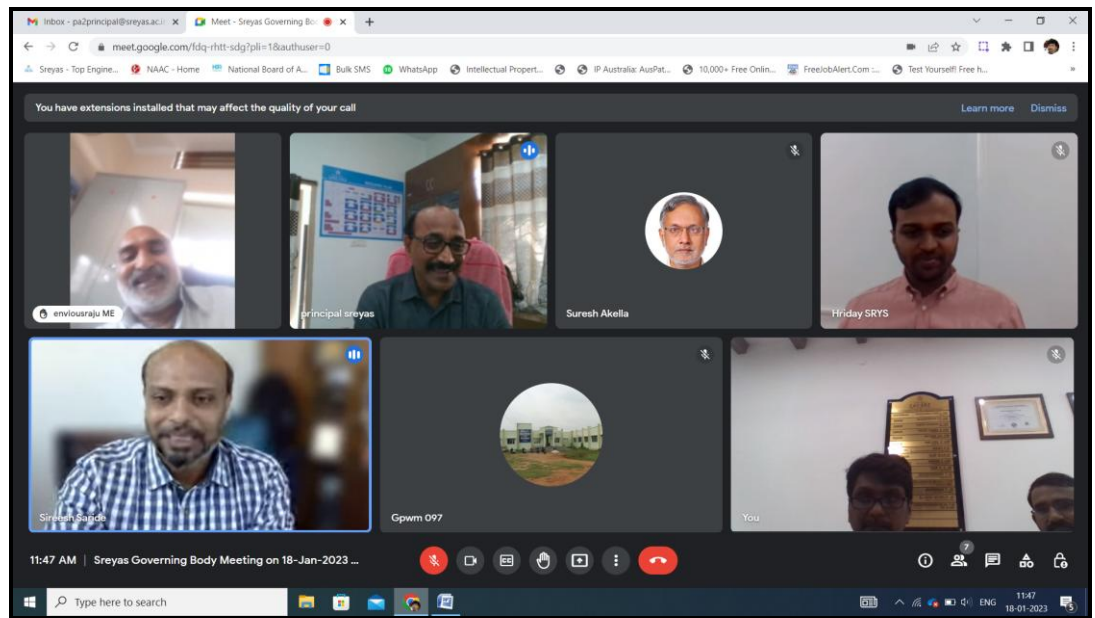 Inbox - pa2principal@sreyas.ac.in
Meet - Sreyas Governing Bo
meet.google.com/fdq-rhtt-sdg?pli=1&authuser=0
Sreyas - Top Engine... NAAC - Home National Board of A... Bulk SMS WhatsApp Intellectual Propert... IP Australia: AusPat... 10,000+ Free Onlin... FreeJobAlert.Com :... Test Yourself! Free h... »
You have extensions installed that may affect the quality of your call Learn more Dismiss
enviousraju ME
principal sreyas
Suresh Akella
Hriday SRYS
Sireesh Saride
Gpwm 097
You
11:47 AM | Sreyas Governing Body Meeting on 18-Jan-2023 ...
7
Type here to search
ENG
11:47
18-01-2023
5